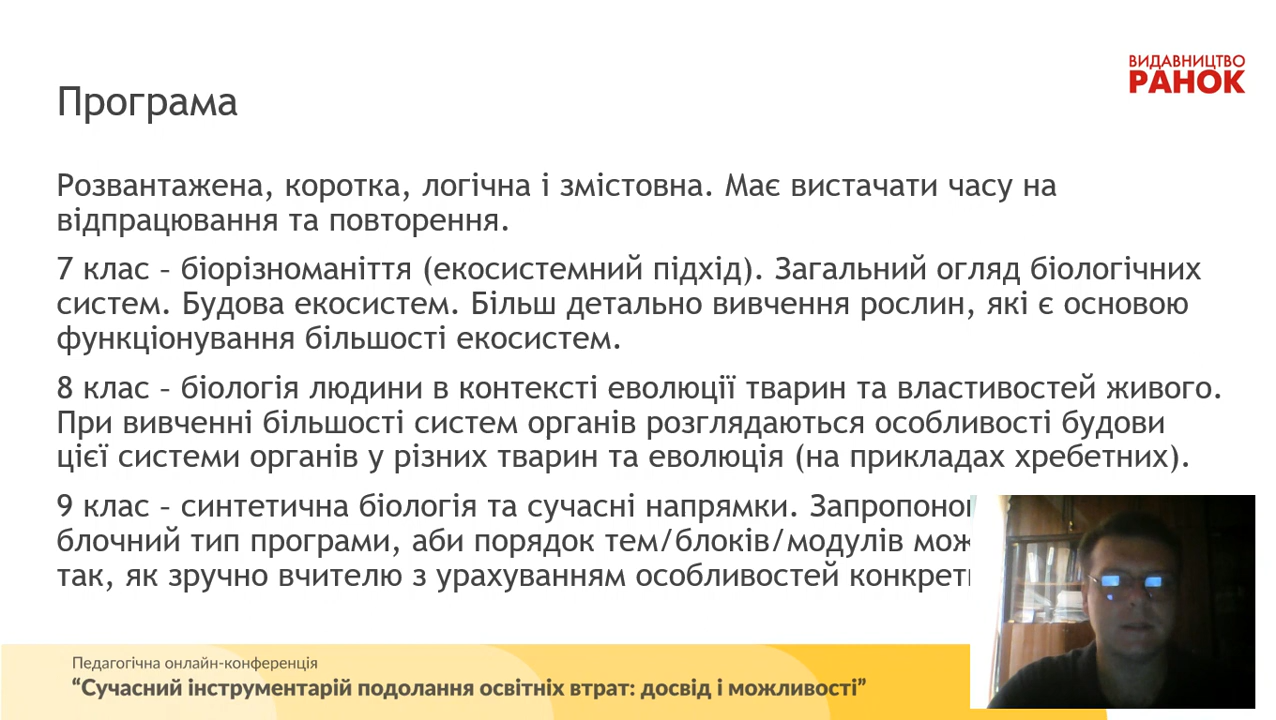 ВИДАВНИЦТВО
РАНОК
Програма
Розвантажена, коротка, логічна і змістовна. Має вистачати часу на
відпрацювання та повторення.
7 клас – біорізноманіття (екосистемний підхід). Загальний огляд біологічних
систем. Будова екосистем. Більш детально вивчення рослин, які є основою
функціонування більшості екосистем.
8 клас – біологія людини в контексті еволюції тварин та властивостей живого.
При вивченні більшості систем органів розглядаються особливості будови
цієї системи органів у різних тварин та еволюція (на прикладах хребетних).
9 клас – синтетична біологія та сучасні напрямки.
блочний тип програми, аби порядок тем/блоків/модулів
так, як зручно вчителю з урахуванням особливостей
Педагогічна онлайн-конференція
“Сучасний інструментарій подолання освітніх втрат: досвід і можливості”